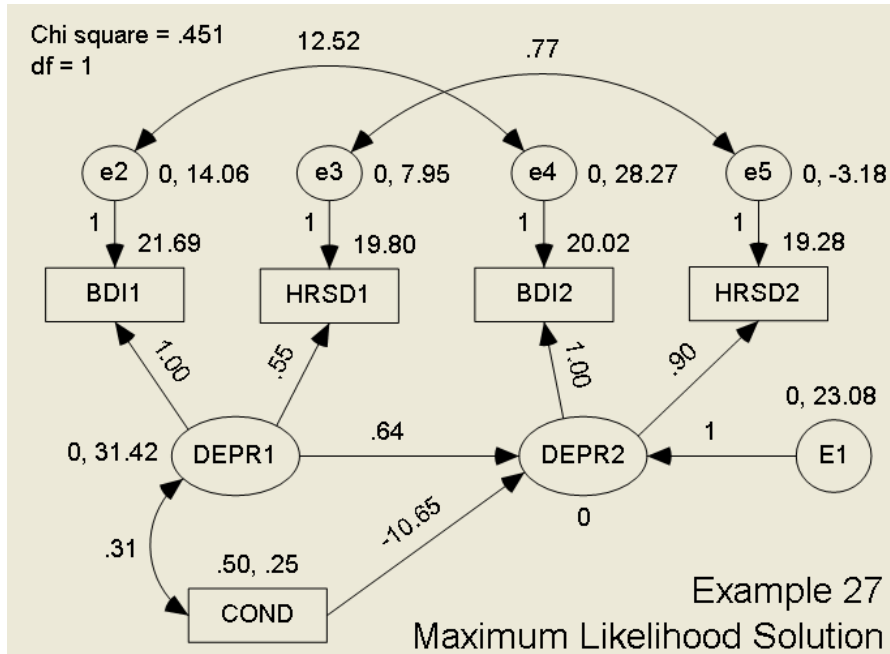 Chi square = .451
df = 1
12.52
.77
e2
0, 14.06
e3
0, 7.95
e4
0, 28.27
e5
0, -3.18
1
21.69
1
19.80
1
20.02
1
19.28
BDI1
HRSD1
BDI2
HRSD2
1.00
.55
1.00
.90
0, 23.08
0, 31.42
DEPR1
.64
DEPR2
1
E1
0
.31
-10.65
.50, .25
COND
Example 27
Maximum Likelihood Solution